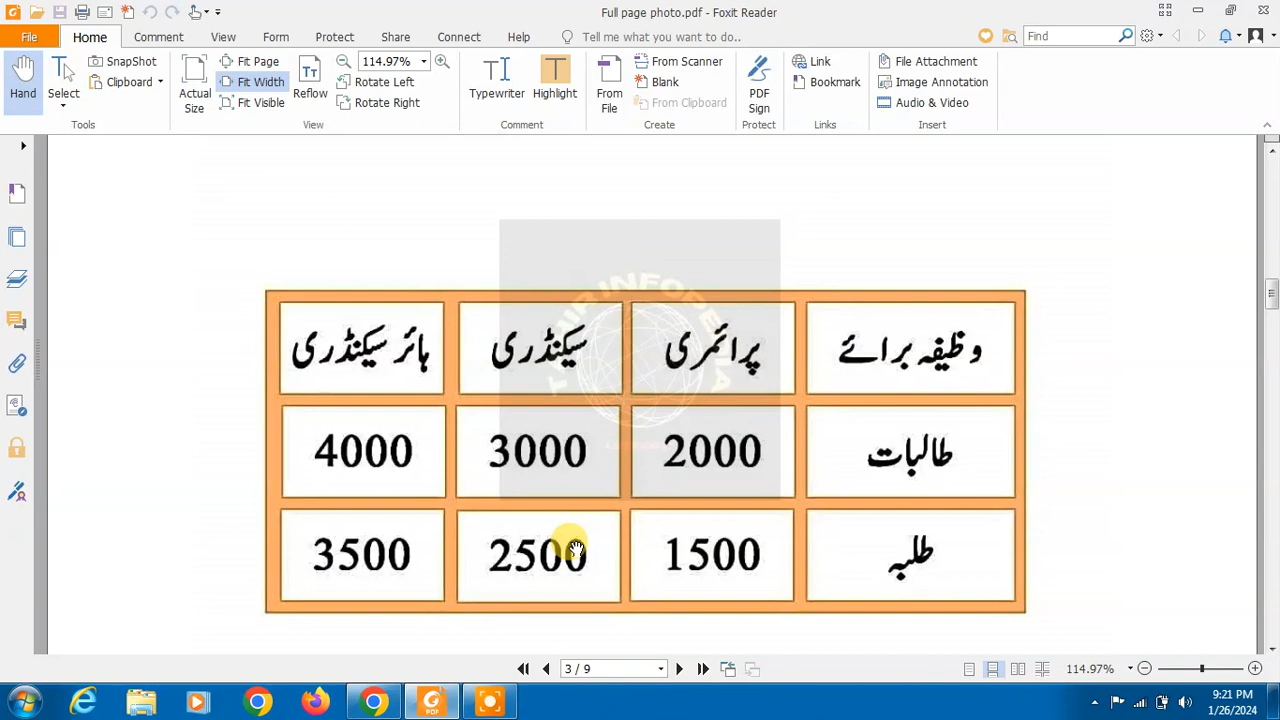 Full page photo.pdf - Foxit Reader
File Home Comment View Form Protect Share Connect Help Tell me what you want to do.. Find
Hand
Select
SnapShot
Clipboard
Tools
Actual Size
Fit Page
Fit Width
Fit Visible
Reflow
114.97%
Rotate Left
Rotate Right
View
Typewriter
Highlight
Comment
From File
From Scanner
Blank
From Clipboard
Create
PDF Sign
Protect
Link
Bookmark
Links
File Attachment
Image Annotation
Audio & Video
Insert
وظیفہ برائے پرائمری سیکنڈری ہائر سیکنڈری
طالبات 2000 3000 4000
طلبہ 1500 2500 3500
3 / 9
114.97%
PDF
9:21 PM
1/26/2024